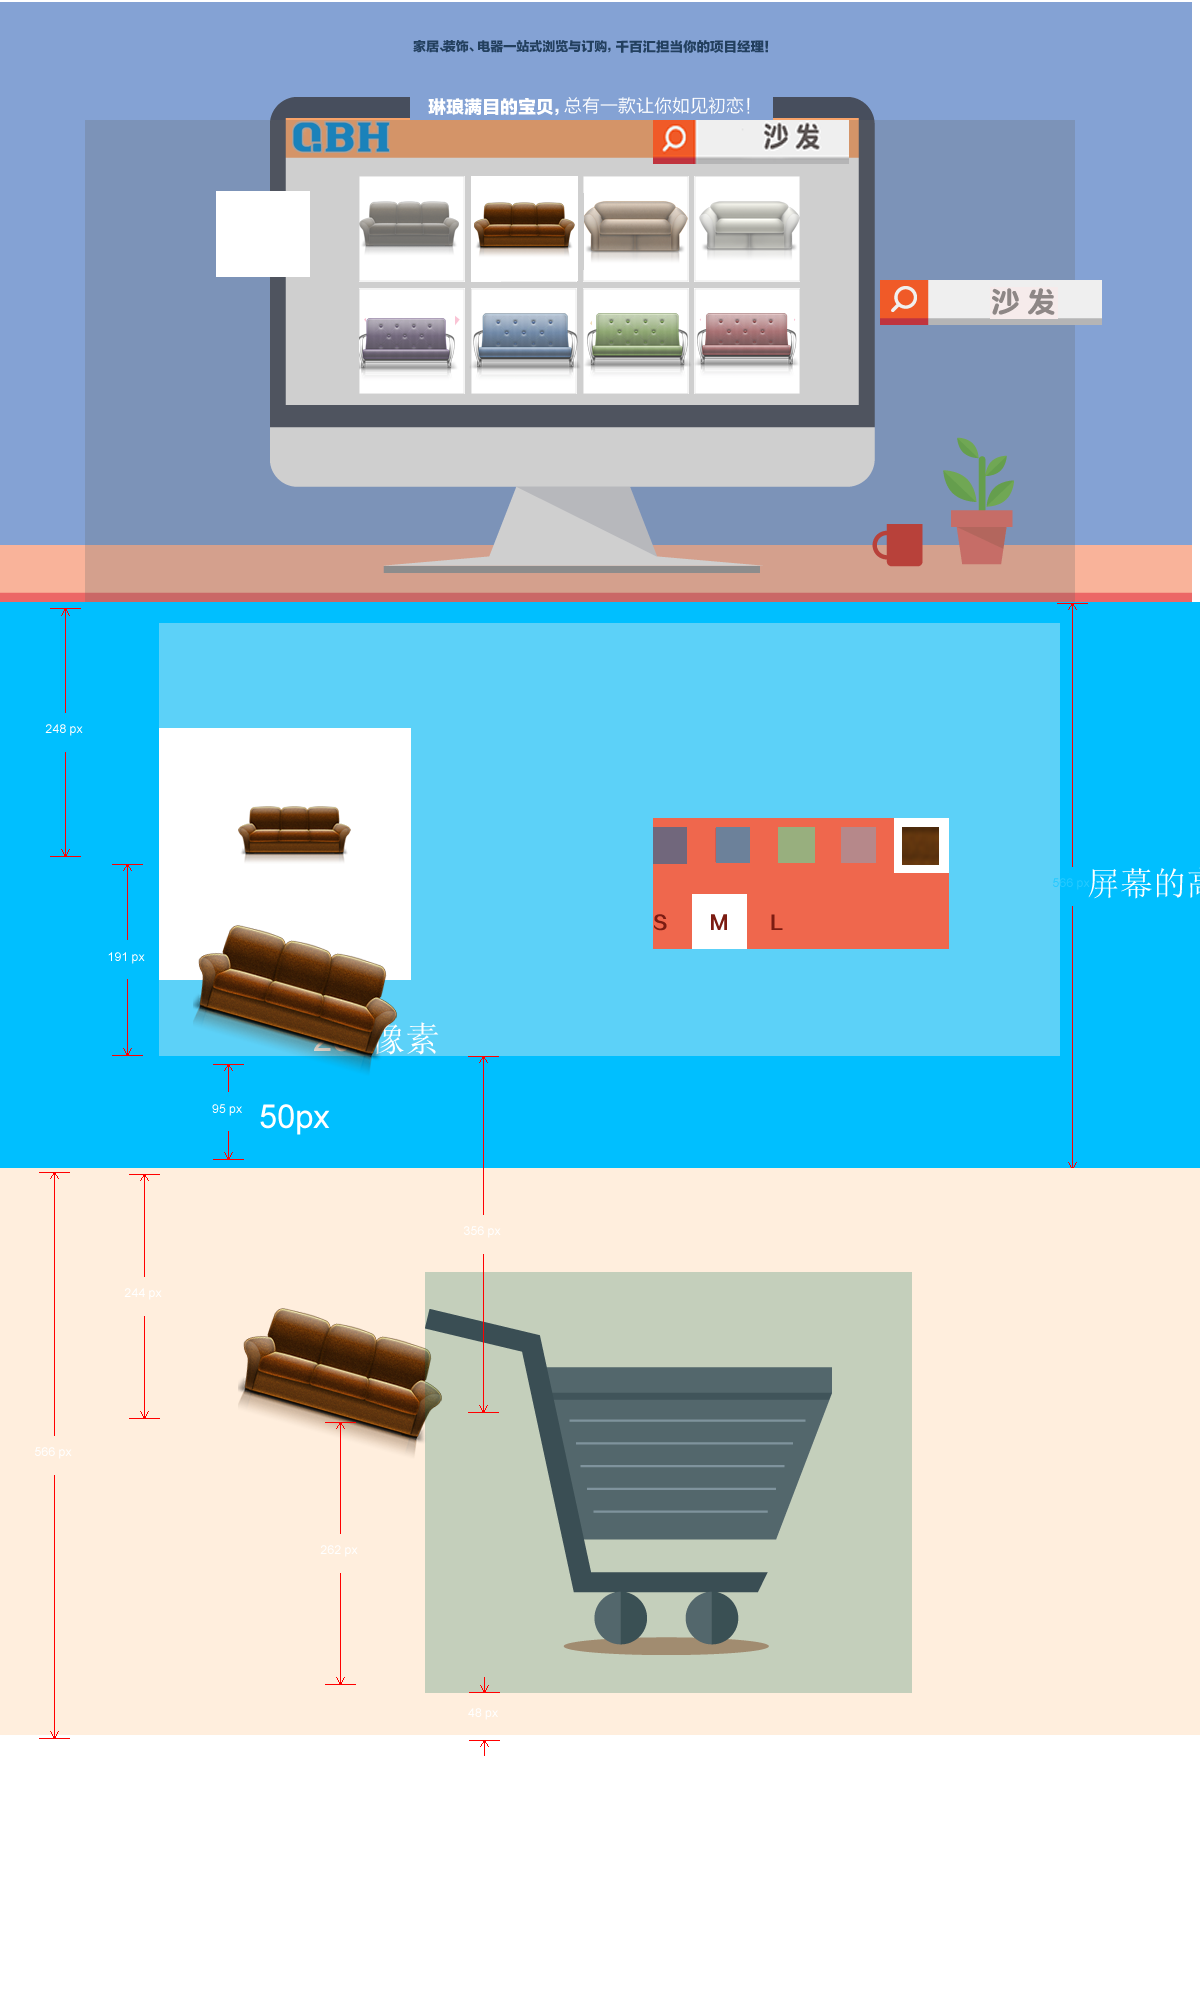 家居、装饰、电器一站式浏览与订购，千百汇担当你的项目经理！
琳琅满目的宝贝，总有一款让你如见初恋！
QBH
沙发
沙发
248 px
566 px
屏幕的高
S M L
191 px
像素
95 px
50px
356 px
244 px
566 px
262 px
48 px